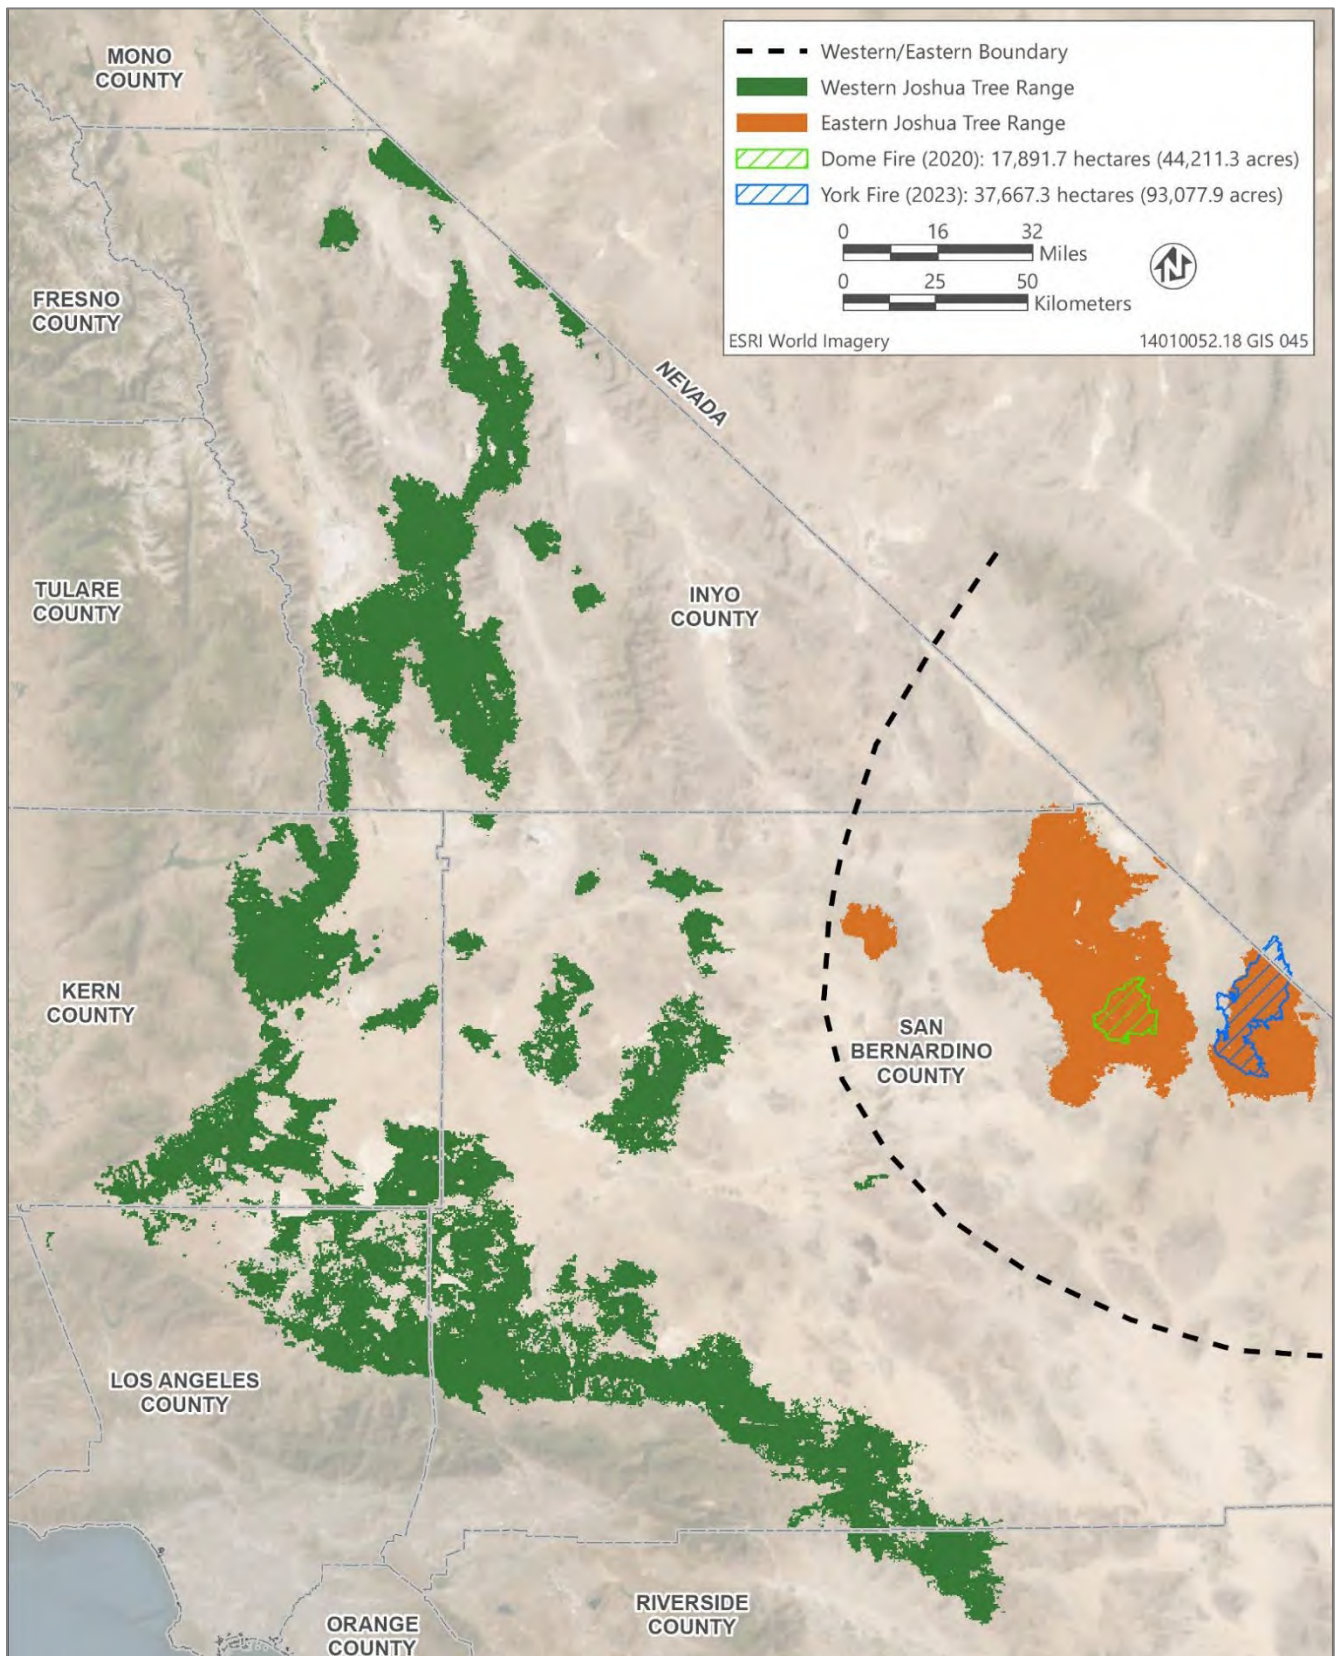 MONO
COUNTY
Western/Eastern Boundary
Western Joshua Tree Range
Eastern Joshua Tree Range
Dome Fire (2020): 17,891.7 hectares (44,211.3 acres)
York Fire (2023): 37,667.3 hectares (93,077.9 acres)
0 16 32
Miles
0 25 50
Kilometers
N
ESRI World Imagery 14010052.18 GIS 045
FRESNO
COUNTY
NEVADA
TULARE
COUNTY
INYO
COUNTY
KERN
COUNTY
SAN
BERNARDINO
COUNTY
LOS ANGELES
COUNTY
RIVERSIDE
COUNTY
ORANGE
COUNTY